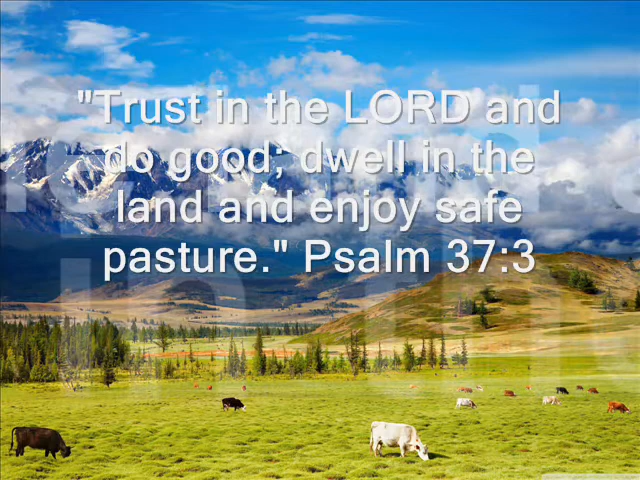 "Trust in the LORD and
do good; dwell in the
land and enjoy safe
pasture." Psalm 37:3